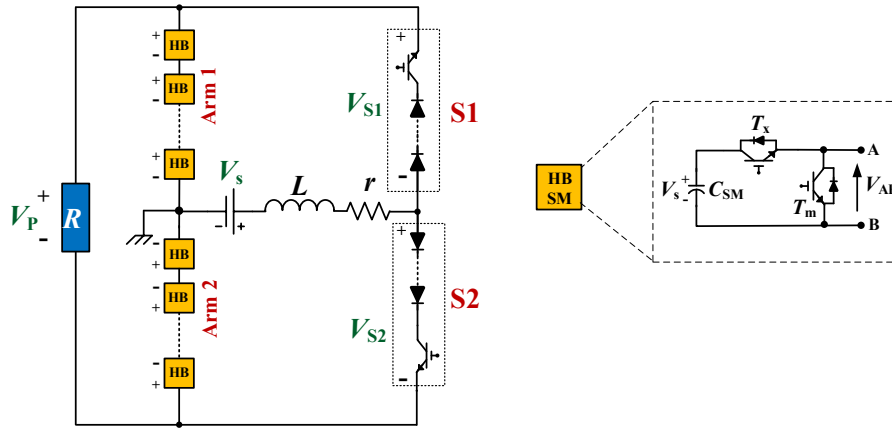 +
-
HB
+
-
HB
Arm 1
+
-
HB
V_S1
S1
+
-
V_s
- +
L
r
+
V_P
-
R
-
+
HB
-
+
HB
Arm 2
-
+
HB
V_S2
S2
+
-
HB
SM
T_x
A
V_s
+
-
C_SM
T_m
B